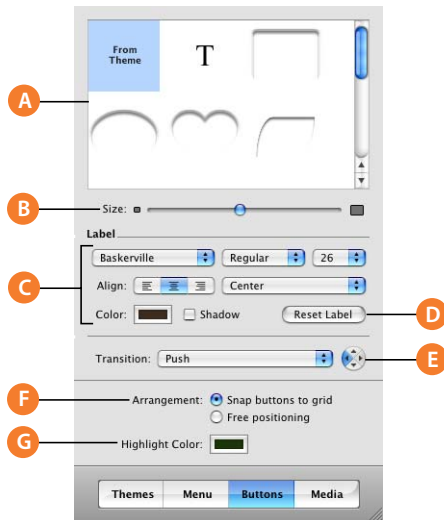 From
Theme
T
A
B
Size:
Label
Baskerville Regular 26
C
Align: Center
Color: Shadow Reset Label
D
Transition: Push
E
F
Arrangement: Snap buttons to grid
Free positioning
G
Highlight Color:
Themes Menu Buttons Media